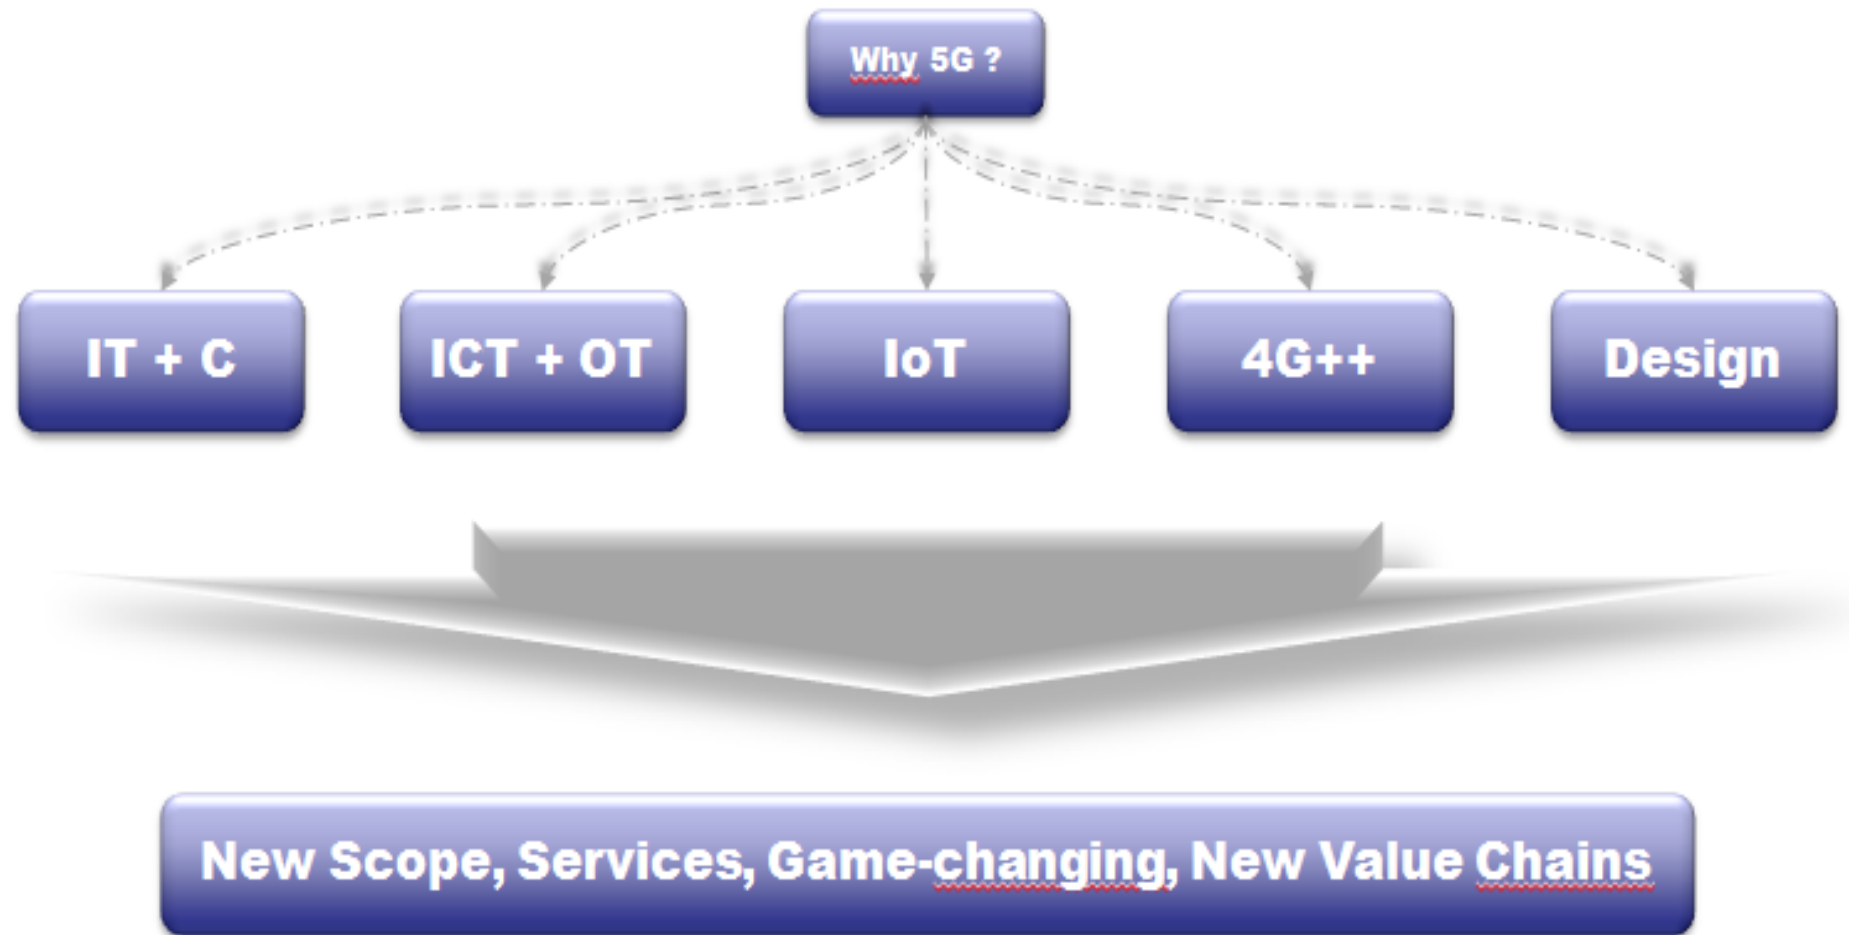 Why 5G ?
IT + C
ICT + OT
IoT
4G++
Design
New Scope, Services, Game-changing, New Value Chains